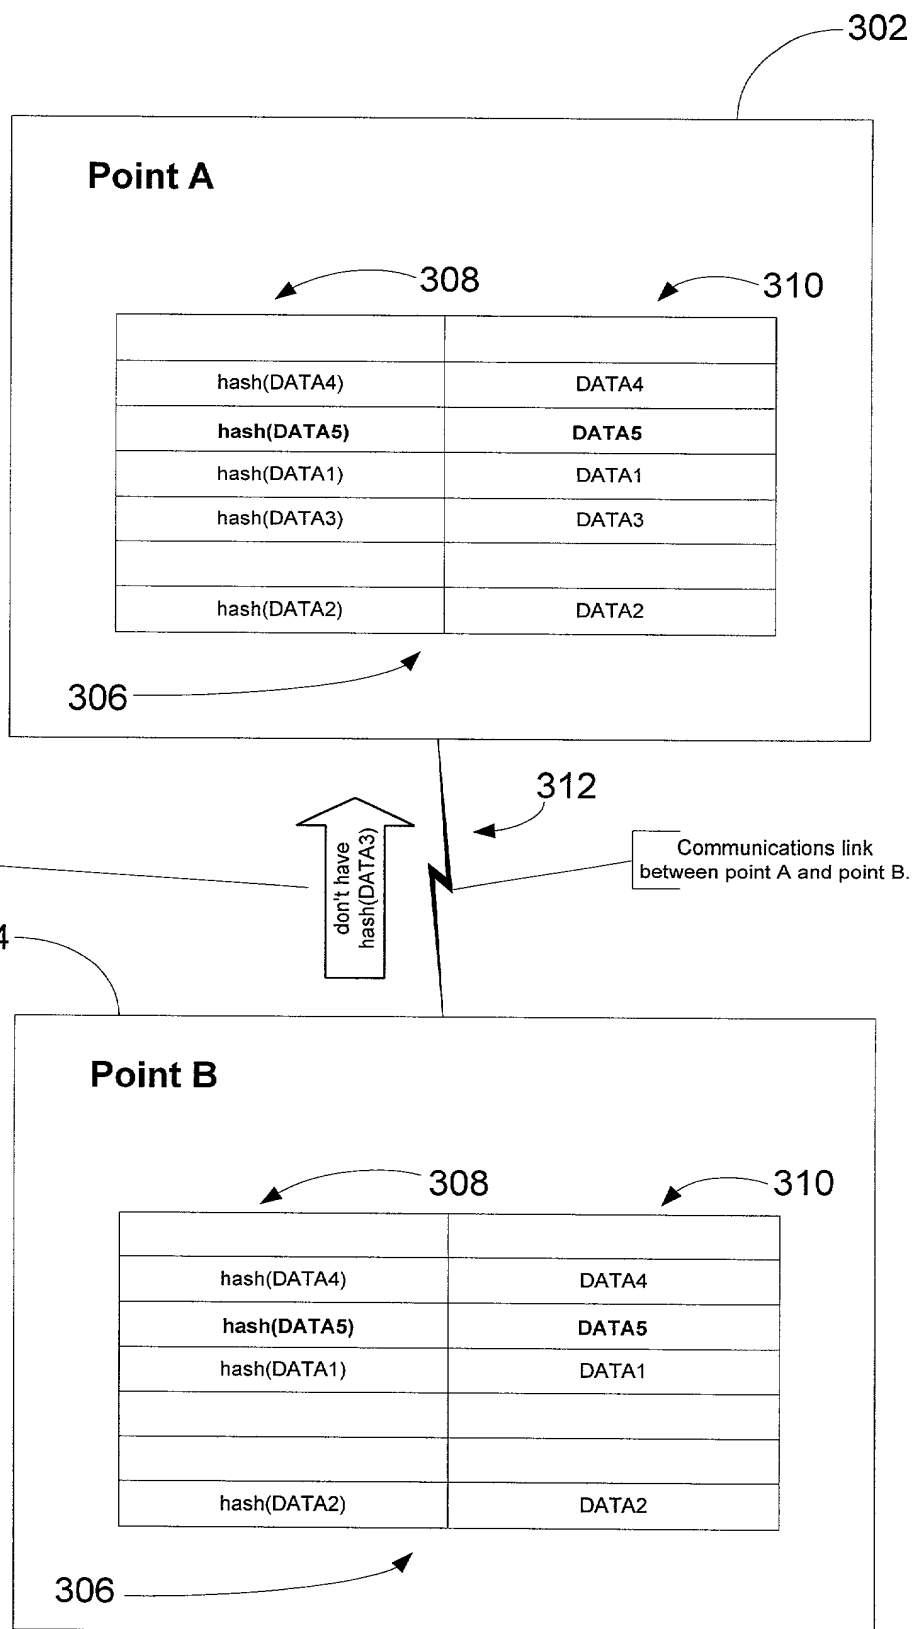 302
Point A
308
310
hash(DATA4) DATA4
hash(DATA5) DATA5
hash(DATA1) DATA1
hash(DATA3) DATA3
hash(DATA2) DATA2
306
312
don't have
hash(DATA3)
Communications link
between point A and point B.
4
Point B
308
310
hash(DATA4) DATA4
hash(DATA5) DATA5
hash(DATA1) DATA1
hash(DATA2) DATA2
306